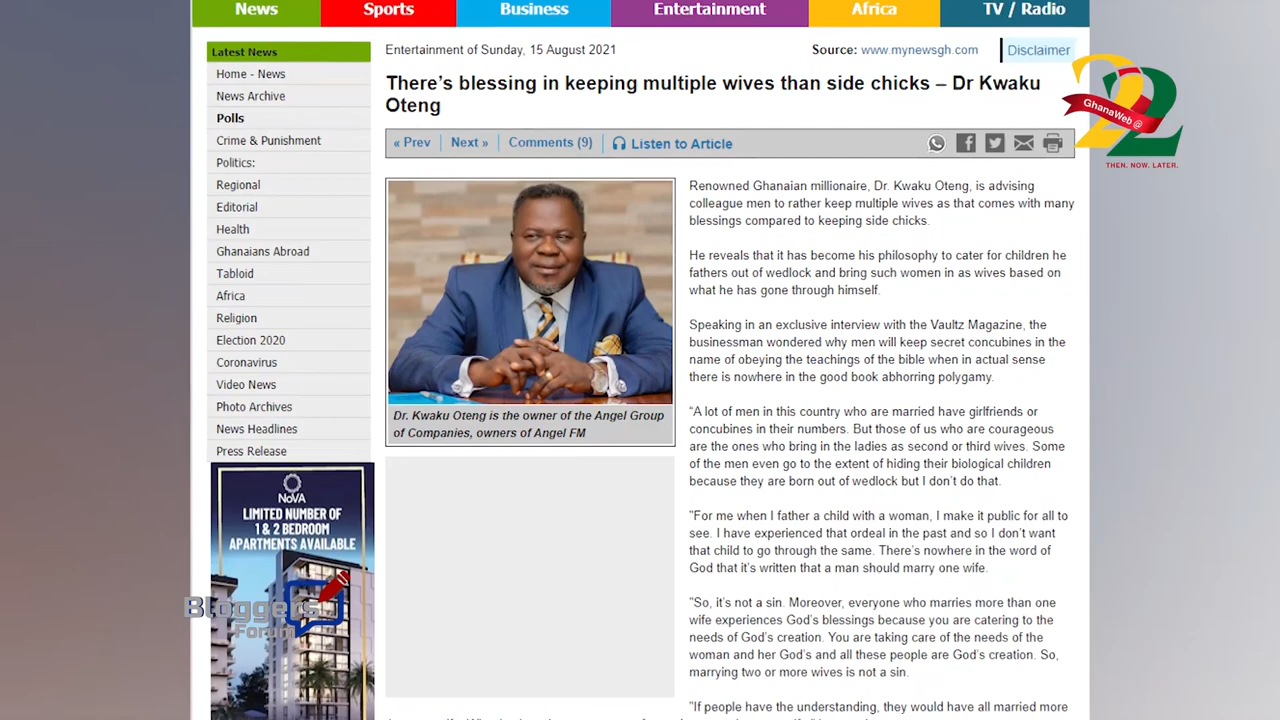 News
Sports
Business
Entertainment
Africa
TV / Radio
Latest News
Home - News
News Archive
Polls
Crime & Punishment
Politics:
Regional
Editorial
Health
Ghanaians Abroad
Tabloid
Africa
Religion
Election 2020
Coronavirus
Video News
Photo Archives
News Headlines
Press Release
NOVA
LIMITED NUMBER OF
1 & 2 BEDROOM
APARTMENTS AVAILABLE
Bloggers
Forum
Entertainment of Sunday, 15 August 2021
Source: www.mynewsgh.com
Disclaimer
There's blessing in keeping multiple wives than side chicks – Dr Kwaku
Oteng
« Prev
Next »
Comments (9)
Listen to Article
GhanaWeb @
22
THEN. NOW. LATER.
Dr. Kwaku Oteng is the owner of the Angel Group
of Companies, owners of Angel FM
Renowned Ghanaian millionaire, Dr. Kwaku Oteng, is advising
colleague men to rather keep multiple wives as that comes with many
blessings compared to keeping side chicks.
He reveals that it has become his philosophy to cater for children he
fathers out of wedlock and bring such women in as wives based on
what he has gone through himself.
Speaking in an exclusive interview with the Vaultz Magazine, the
businessman wondered why men will keep secret concubines in the
name of obeying the teachings of the bible when in actual sense
there is nowhere in the good book abhorring polygamy.
“A lot of men in this country who are married have girlfriends or
concubines in their numbers. But those of us who are courageous
are the ones who bring in the ladies as second or third wives. Some
of the men even go to the extent of hiding their biological children
because they are born out of wedlock but I don’t do that.
"For me when I father a child with a woman, I make it public for all to
see. I have experienced that ordeal in the past and so I don’t want
that child to go through the same. There’s nowhere in the word of
God that it’s written that a man should marry one wife.
"So, it’s not a sin. Moreover, everyone who marries more than one
wife experiences God’s blessings because you are catering to the
needs of God’s creation. You are taking care of the needs of the
woman and her God’s and all these people are God’s creation. So,
marrying two or more wives is not a sin.
"If people have the understanding, they would have all married more